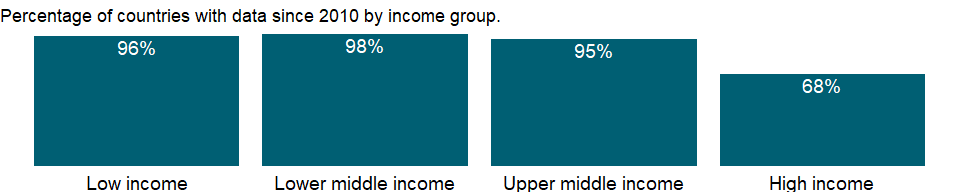 Percentage of countries with data since 2010 by income group.
96% 98% 95% 68%
Low income Lower middle income Upper middle income High income